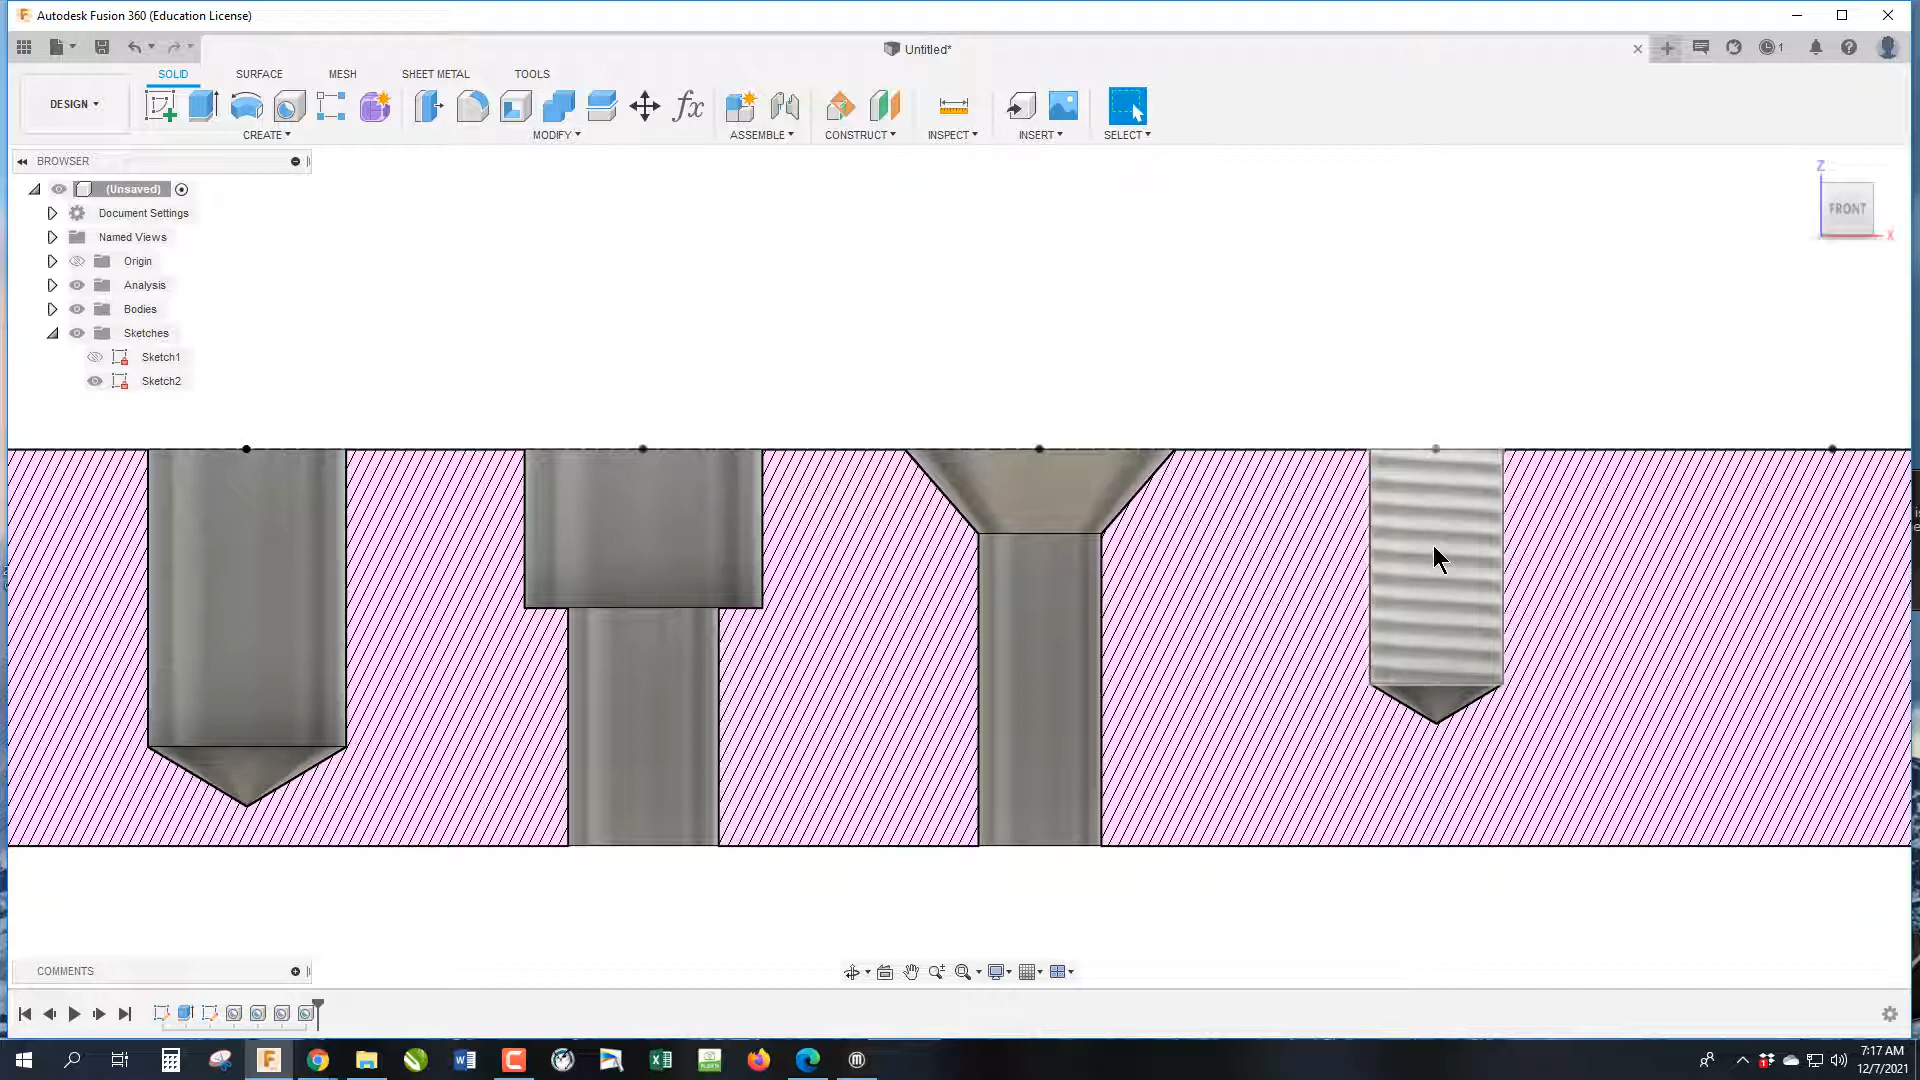 Autodesk Fusion 360 (Education License)
Untitled*
1
SOLID SURFACE MESH SHEET METAL TOOLS
DESIGN
fx
CREATE MODIFY ASSEMBLE CONSTRUCT INSPECT INSERT SELECT
BROWSER
Z
(Unsaved)
FRONT
X
Document Settings
Named Views
Origin
Analysis
Bodies
Sketches
Sketch1
Sketch2
COMMENTS
7:17 AM
12/7/2021